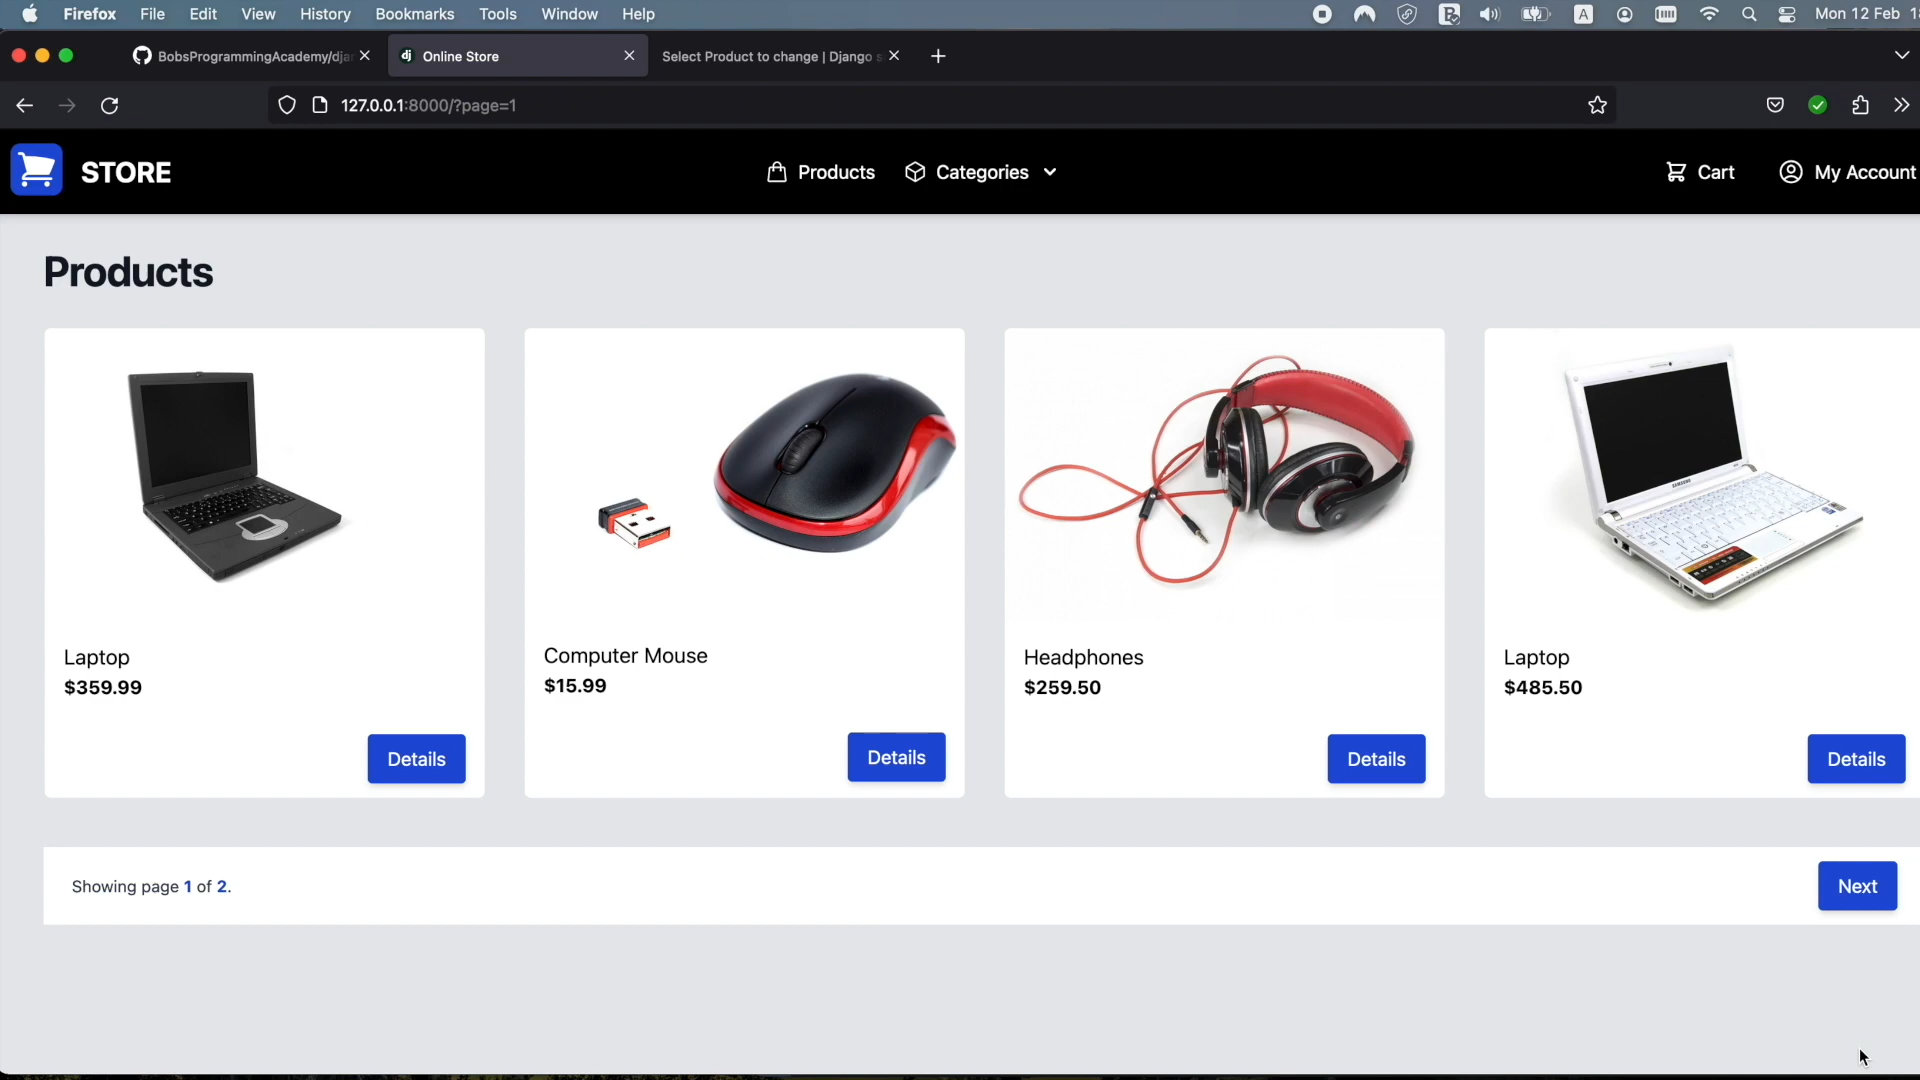 Firefox File Edit View History Bookmarks Tools Window Help A Mon 12 Feb
BobsProgrammingAcademy/dja
dj Online Store
Select Product to change | Django s
127.0.0.1:8000/?page=1
STORE
Products
Categories
Cart
My Account
Products
SAMSUNG
Laptop
$359.99
Details
Computer Mouse
$15.99
Details
Headphones
$259.50
Details
Laptop
$485.50
Details
Showing page 1 of 2.
Next